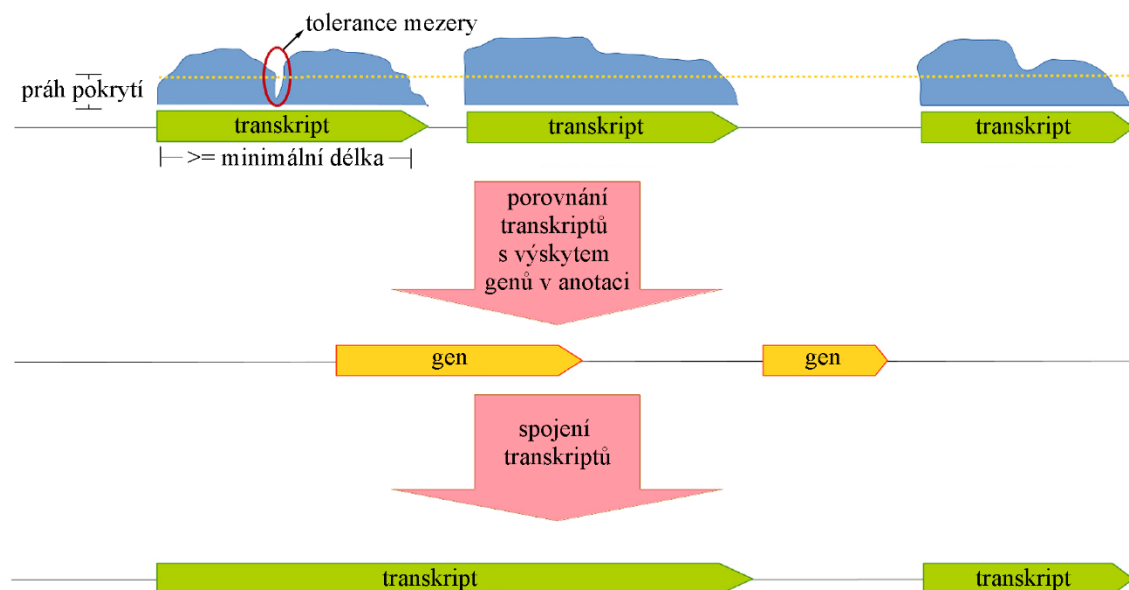 tolerance mezery
práh pokrytí
transkript
transkript
transkript
>= minimální délka
porovnání
transkriptů
s výskytem
genů v anotaci
gen
gen
spojení
transkriptů
transkript
transkript